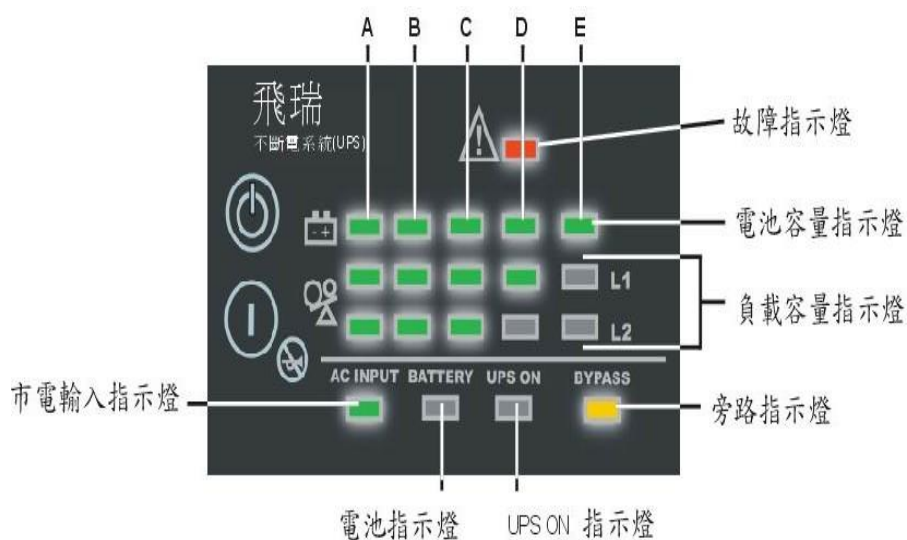 A B C D E
飛瑞
不斷電系統(UPS)
故障指示燈
電池容量指示燈
L1
負載容量指示燈
L2
AC INPUT BATTERY UPS ON BYPASS
市電輸入指示燈
旁路指示燈
電池指示燈
UPS ON 指示燈